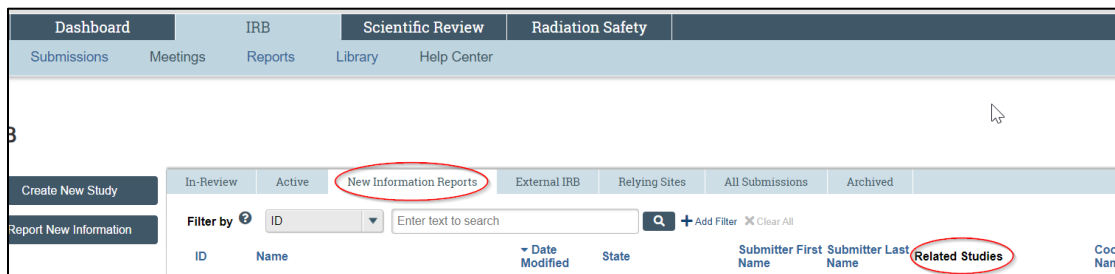 Dashboard IRB Scientific Review Radiation Safety
Submissions Meetings Reports Library Help Center
Create New Study
Report New Information
In-Review Active New Information Reports External IRB Relying Sites All Submissions Archived
Filter by ? ID Enter text to search + Add Filter ✕ Clear All
ID Name Date Modified State Submitter First Name Submitter Last Name Related Studies